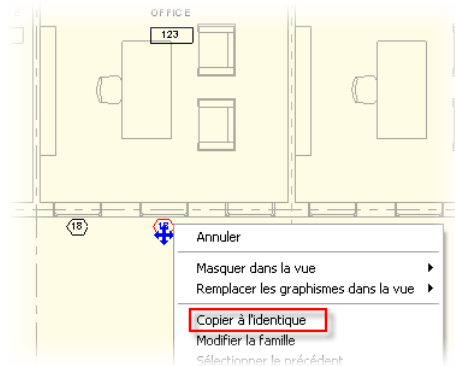 OFFICE
123
18
18
Annuler
Masquer dans la vue
Remplacer les graphismes dans la vue
Copier à l'identique
Modifier la famille
Sélectionner le précédent